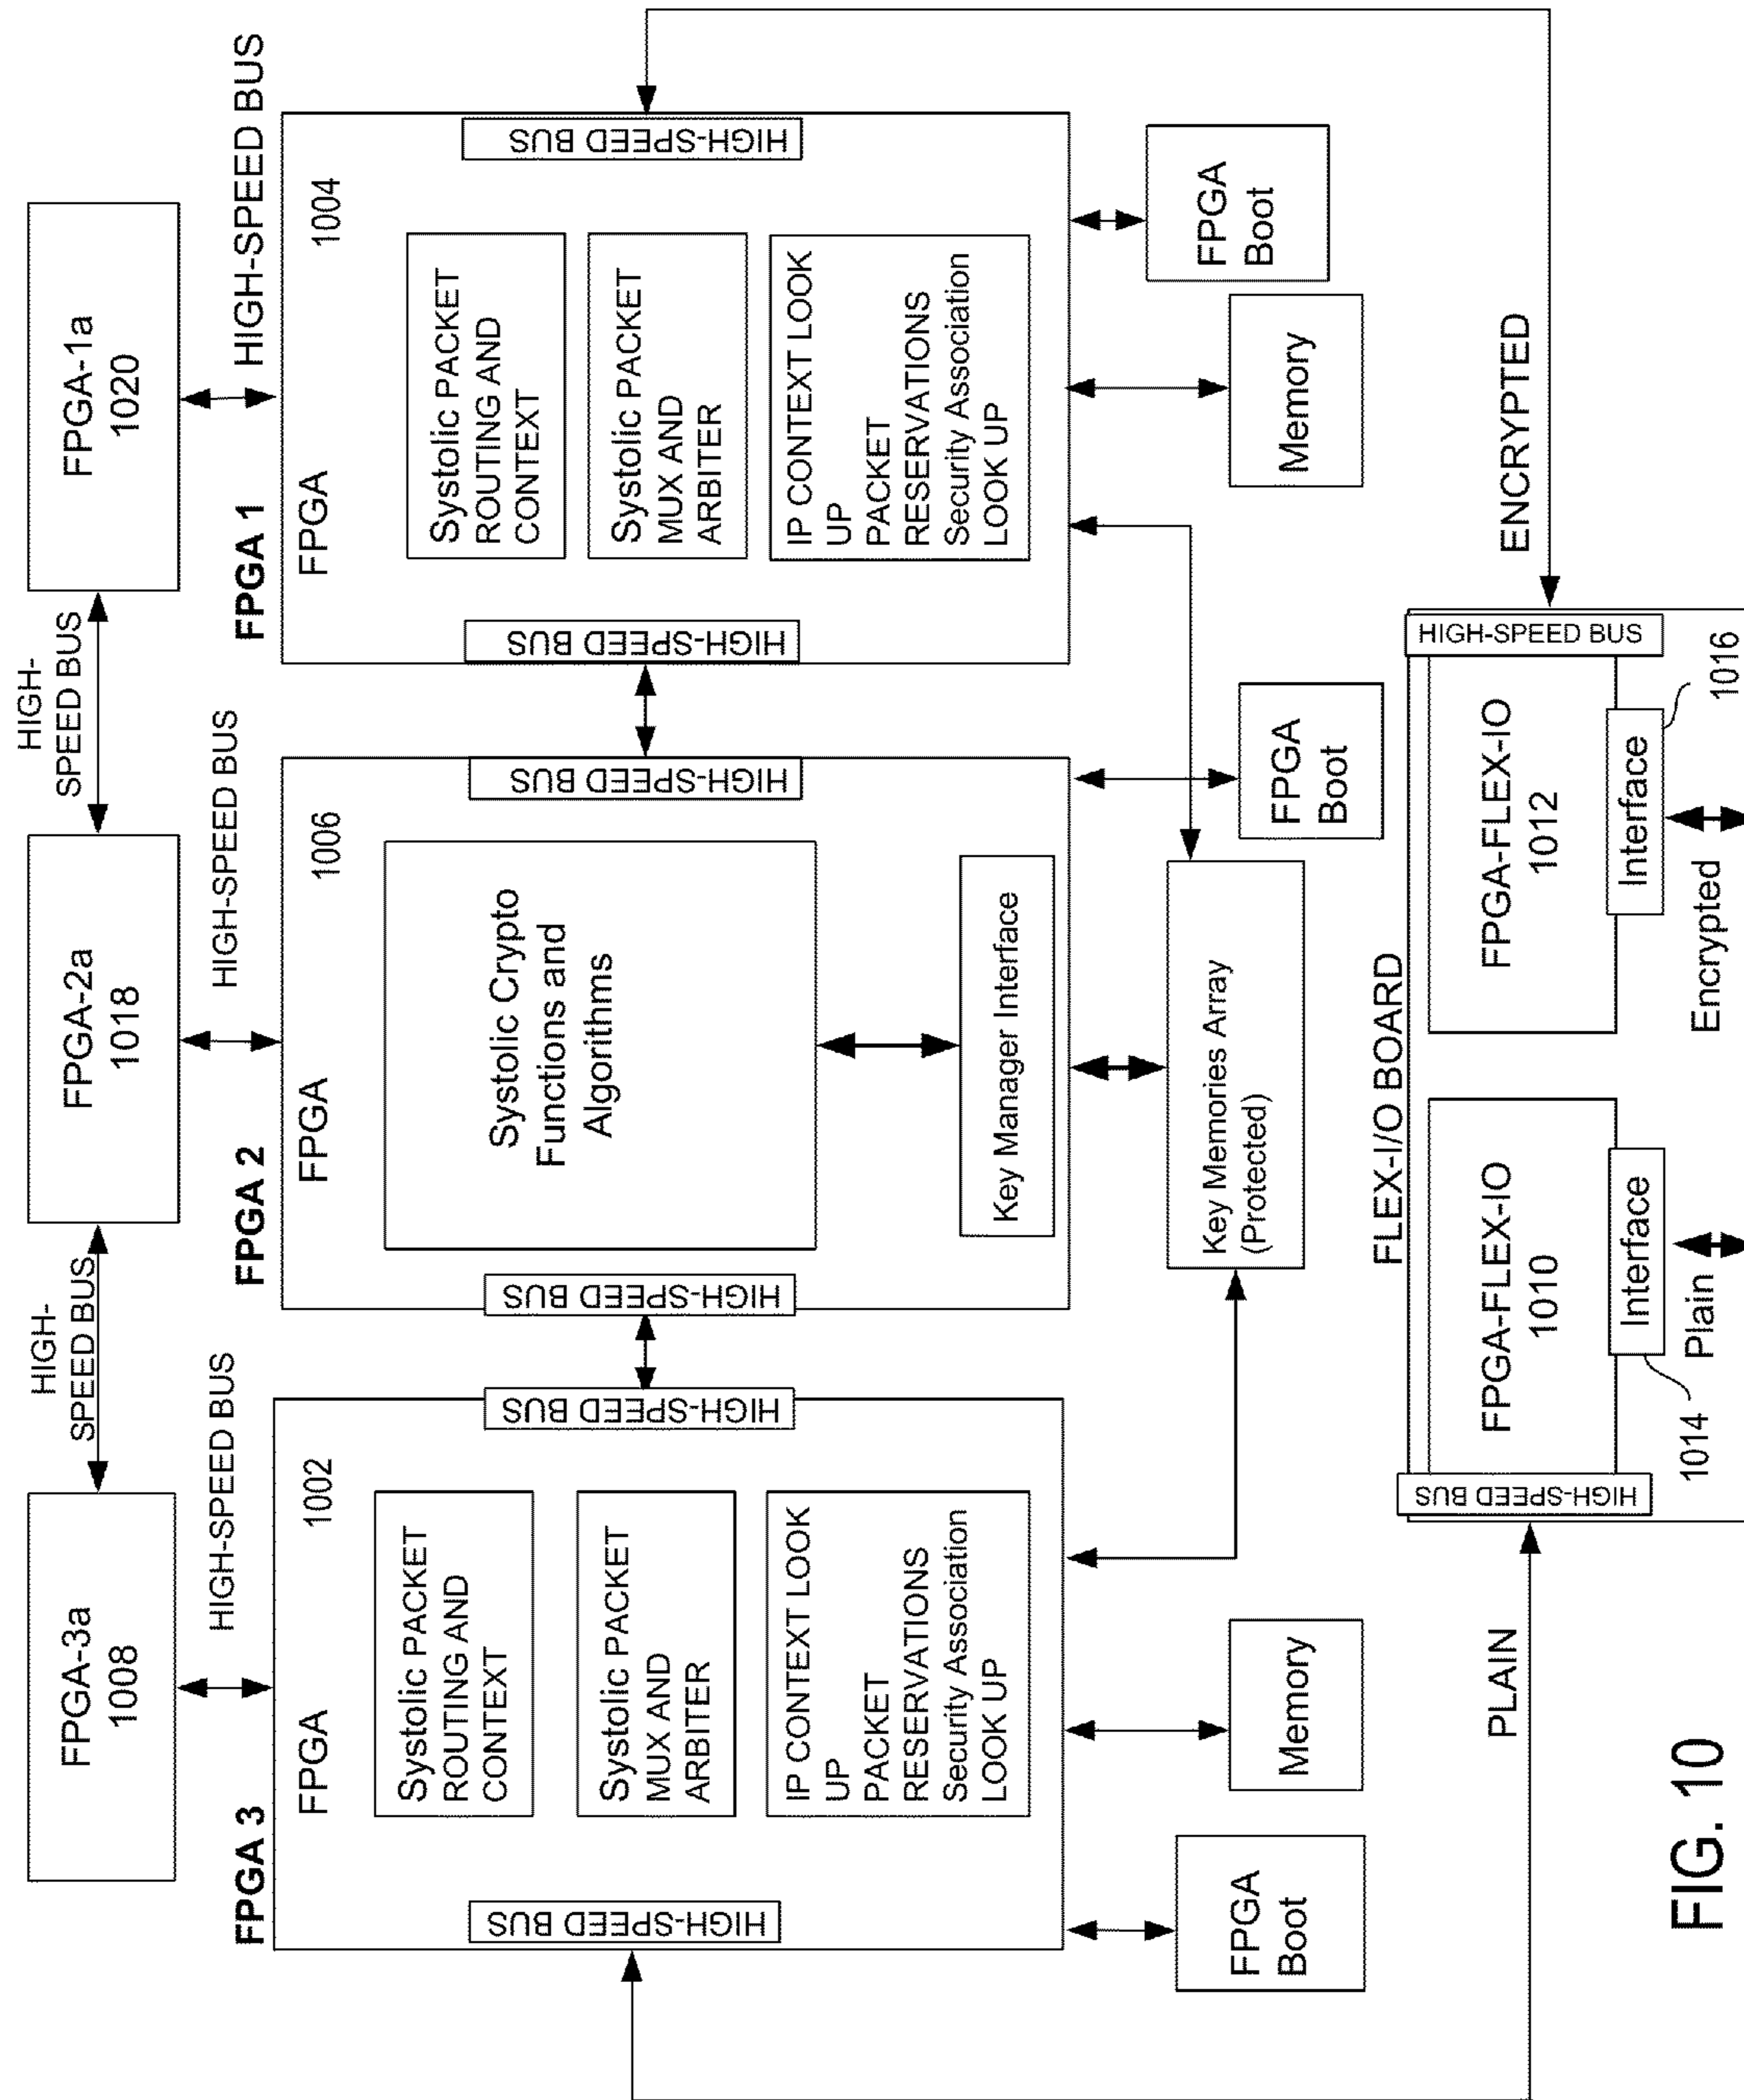 HIGH-
SPEED BUS
HIGH-
SPEED BUS
FPGA-3a
1008
FPGA-2a
1018
FPGA-1a
1020
HIGH-SPEED BUS
HIGH-SPEED BUS
HIGH-SPEED BUS
FPGA 3
FPGA
1002
HIGH-SPEED BUS
Systolic PACKET
ROUTING AND
CONTEXT
Systolic PACKET
MUX AND
ARBITER
IP CONTEXT LOOK
UP
PACKET
RESERVATIONS
Security Association
LOOK UP
HIGH-SPEED BUS
FPGA 2
FPGA
1006
HIGH-SPEED BUS
Systolic Crypto
Functions and
Algorithms
Key Manager Interface
HIGH-SPEED BUS
FPGA 1
FPGA
1004
HIGH-SPEED BUS
Systolic PACKET
ROUTING AND
CONTEXT
Systolic PACKET
MUX AND
ARBITER
IP CONTEXT LOOK
UP
PACKET
RESERVATIONS
Security Association
LOOK UP
HIGH-SPEED BUS
FPGA
Boot
Memory
Key Memories Array
(Protected)
FPGA
Boot
Memory
FPGA
Boot
PLAIN
ENCRYPTED
FLEX-I/O BOARD
HIGH-SPEED BUS
FPGA-FLEX-IO
1010
Interface
1014
Plain
FPGA-FLEX-IO
1012
Interface
1016
Encrypted
HIGH-SPEED BUS
FIG. 10